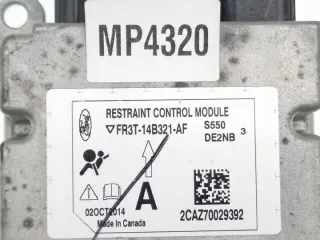 MP4320
RESTRAINT CONTROL MODULE
FR3T-14B321-AF
S550
DE2NB 3
A
02OCT2014
Made In Canada
2CAZ70029392